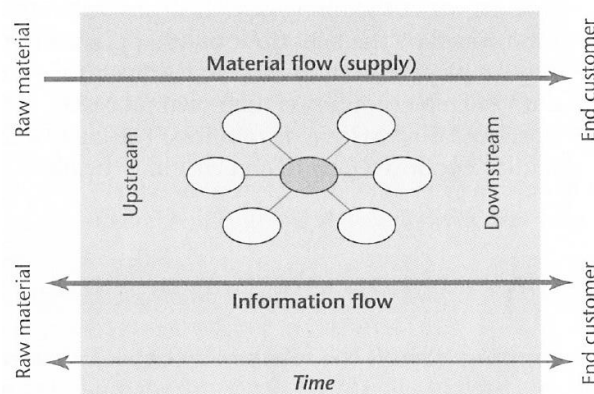 Raw material
Material flow (supply)
End customer
Upstream
Downstream
Raw material
Information flow
End customer
Time